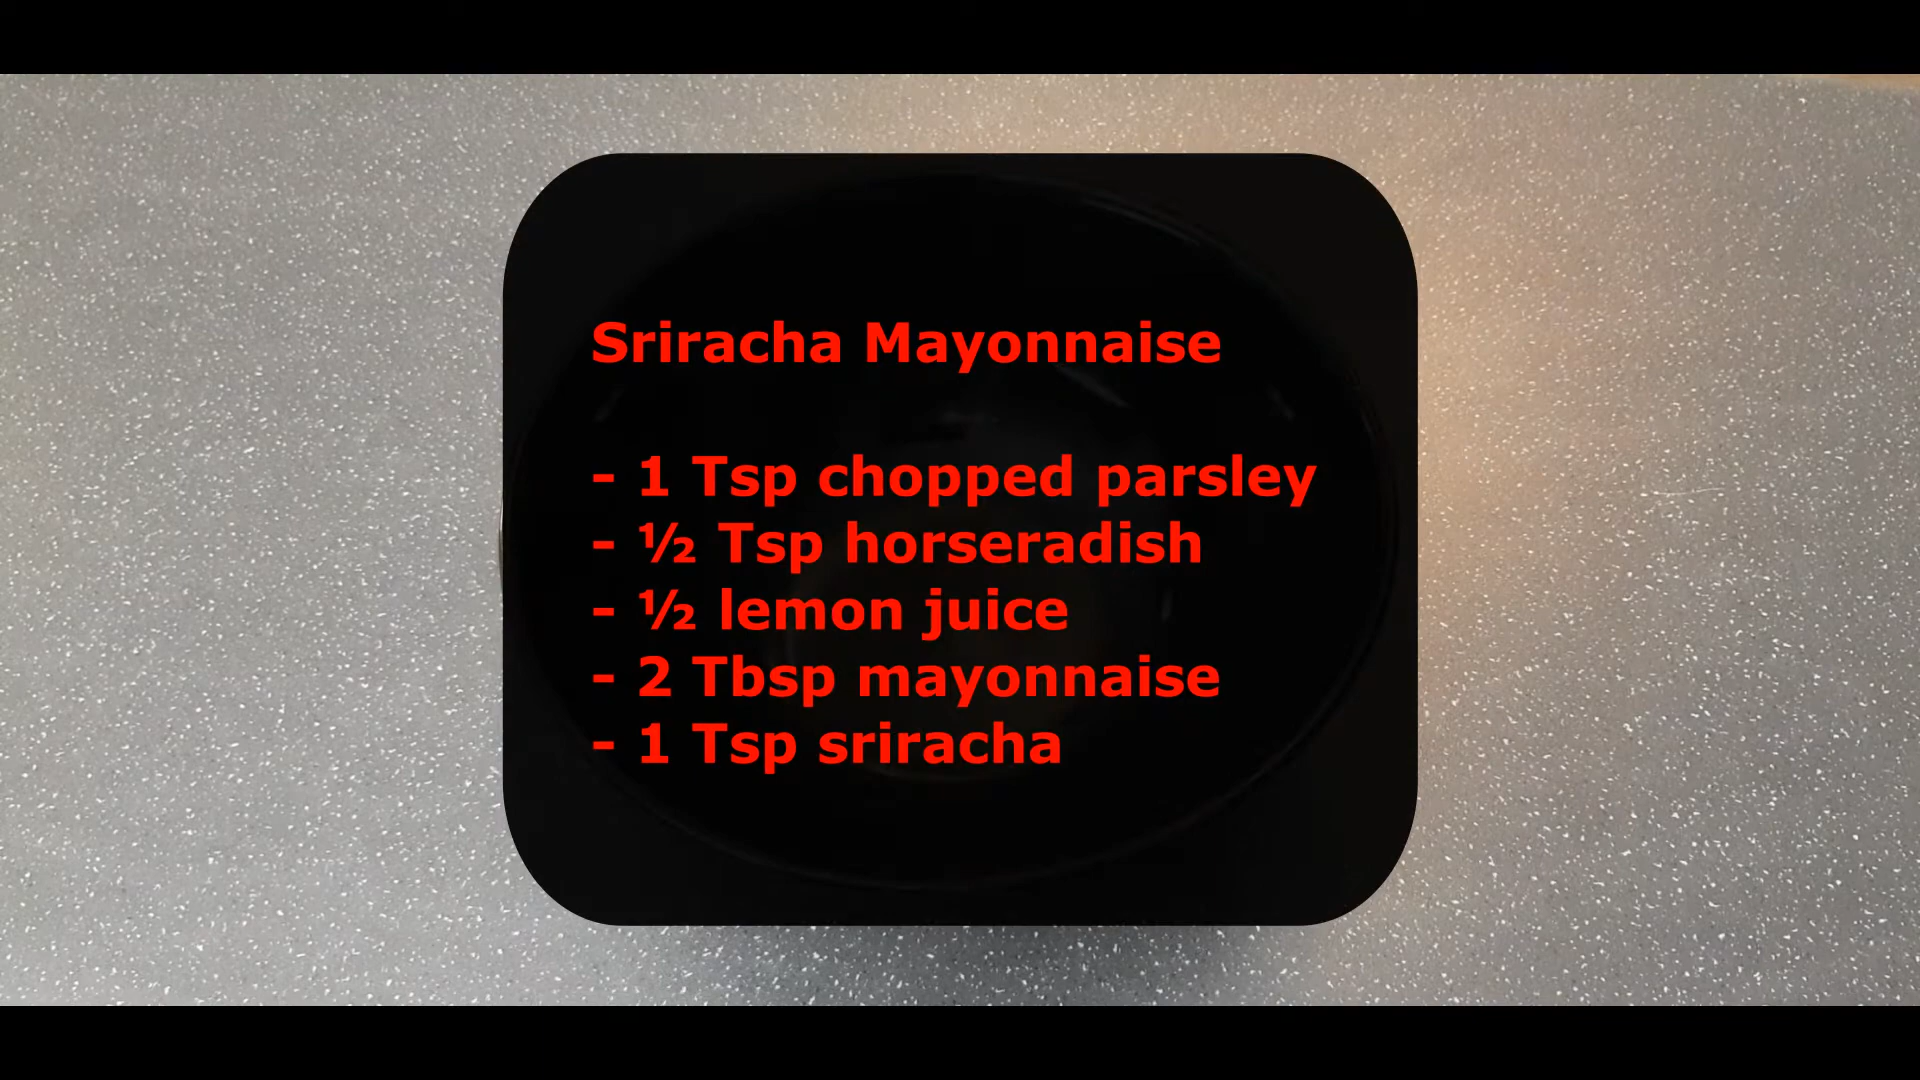 Sriracha Mayonnaise
- 1 Tsp chopped parsley
- ½ Tsp horseradish
- ½ lemon juice
- 2 Tbsp mayonnaise
- 1 Tsp sriracha